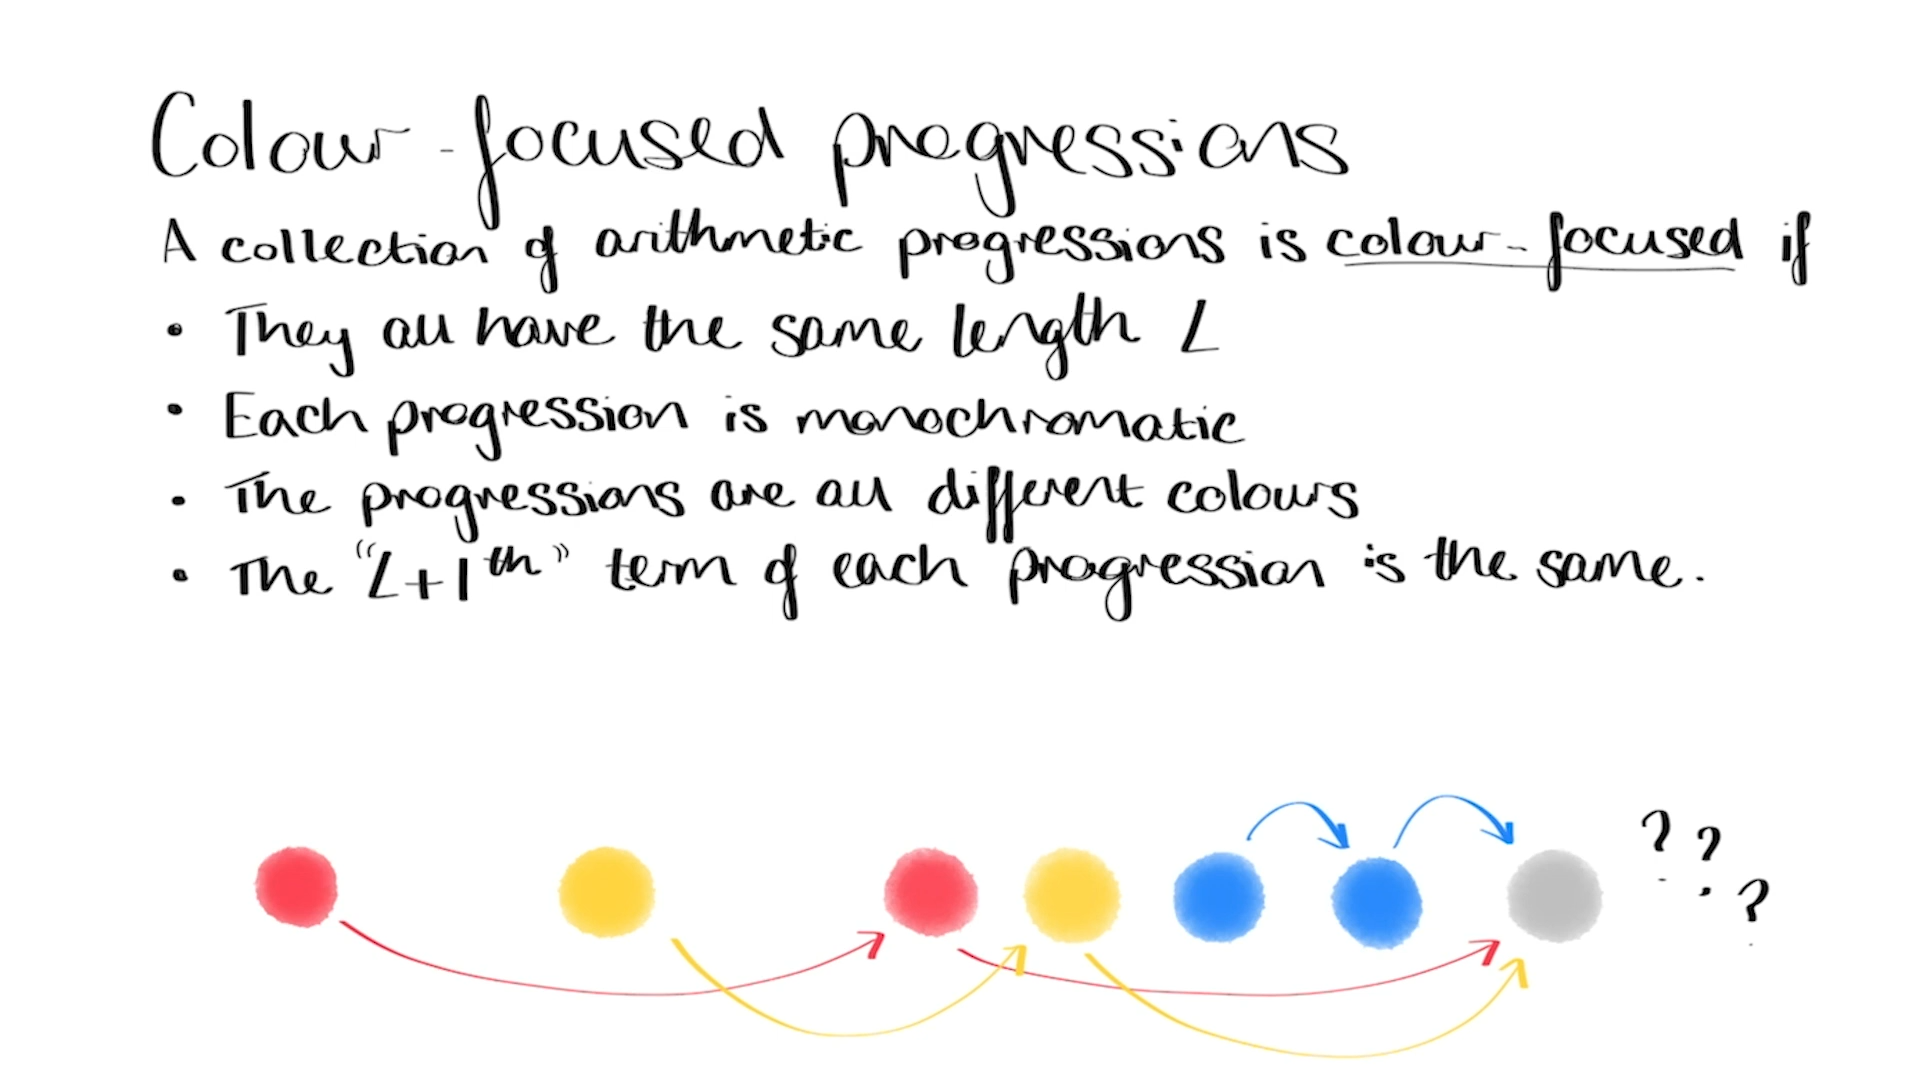 Colour-focused progressions
A collection of arithmetic progressions is colour-focused if
• They all have the same length L
• Each progression is monochromatic
• The progressions are all different colours
• The "L+1th" term of each progression is the same.
? ? ?